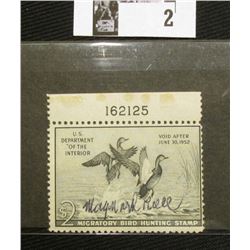 2
162125
U.S. VOID AFTER
DEPARTMENT JUNE 30, 1952
OF THE
INTERIOR
$2
MIGRATORY BIRD HUNTING STAMP